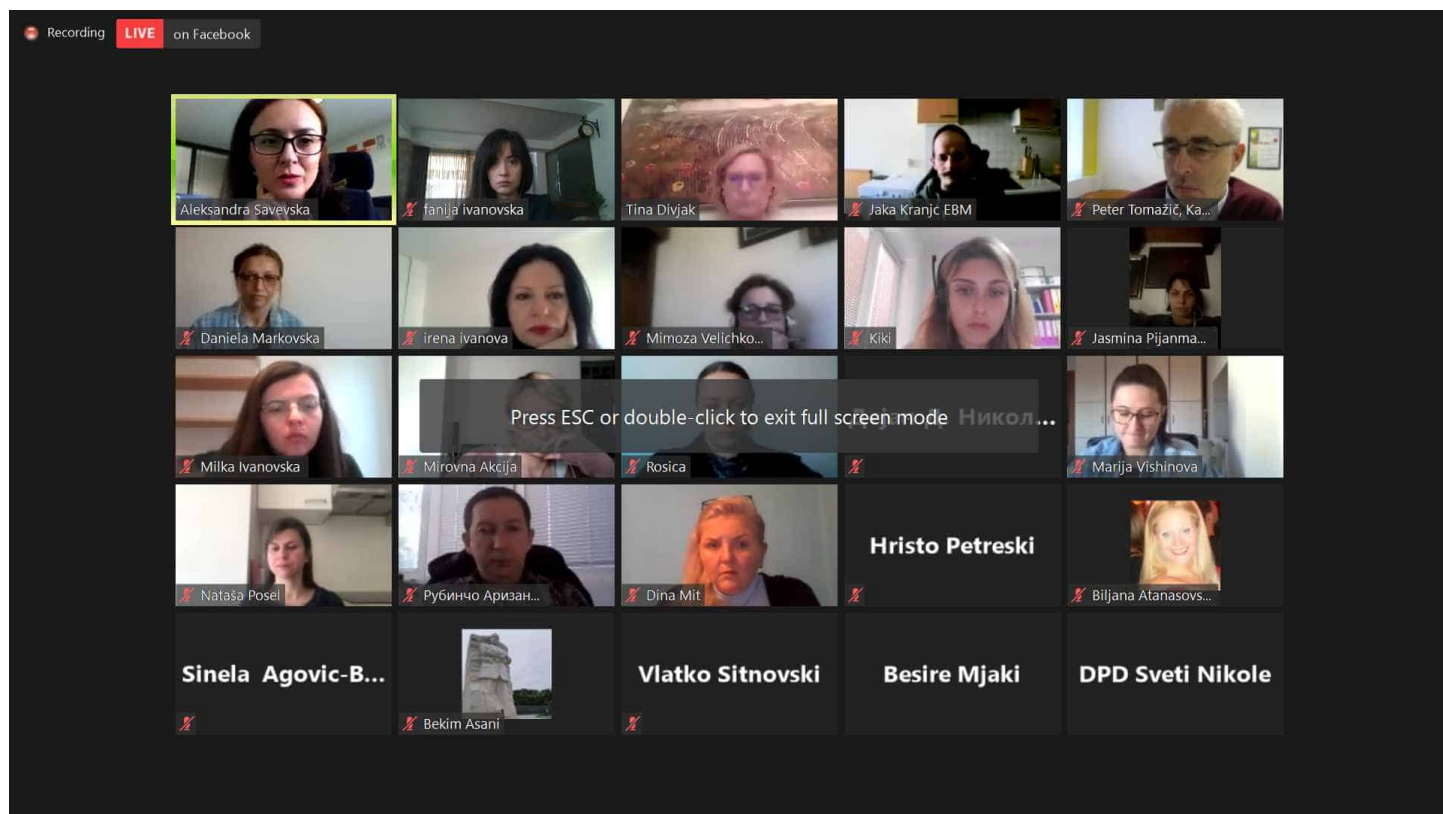 Recording LIVE on Facebook
Aleksandra Savevska
fanija ivanovska
Tina Divjak
Jaka Kranjc EBM
Peter Tomažič, Ka...
Daniela Markovska
irena ivanova
Mimoza Velichko...
Kiki
Jasmina Pijanma...
Press ESC or double-click to exit full screen mode
Никол...
Milka Ivanovska
Mirovna Akcija
Rosica
Marija Vishinova
Hristo Petreski
Nataša Posel
Рубинчо Аризан...
Dina Mit
Biljana Atanasovs...
Sinela Agovic-B...
Vlatko Sitnovski
Besire Mjaki
DPD Sveti Nikole
Bekim Asani